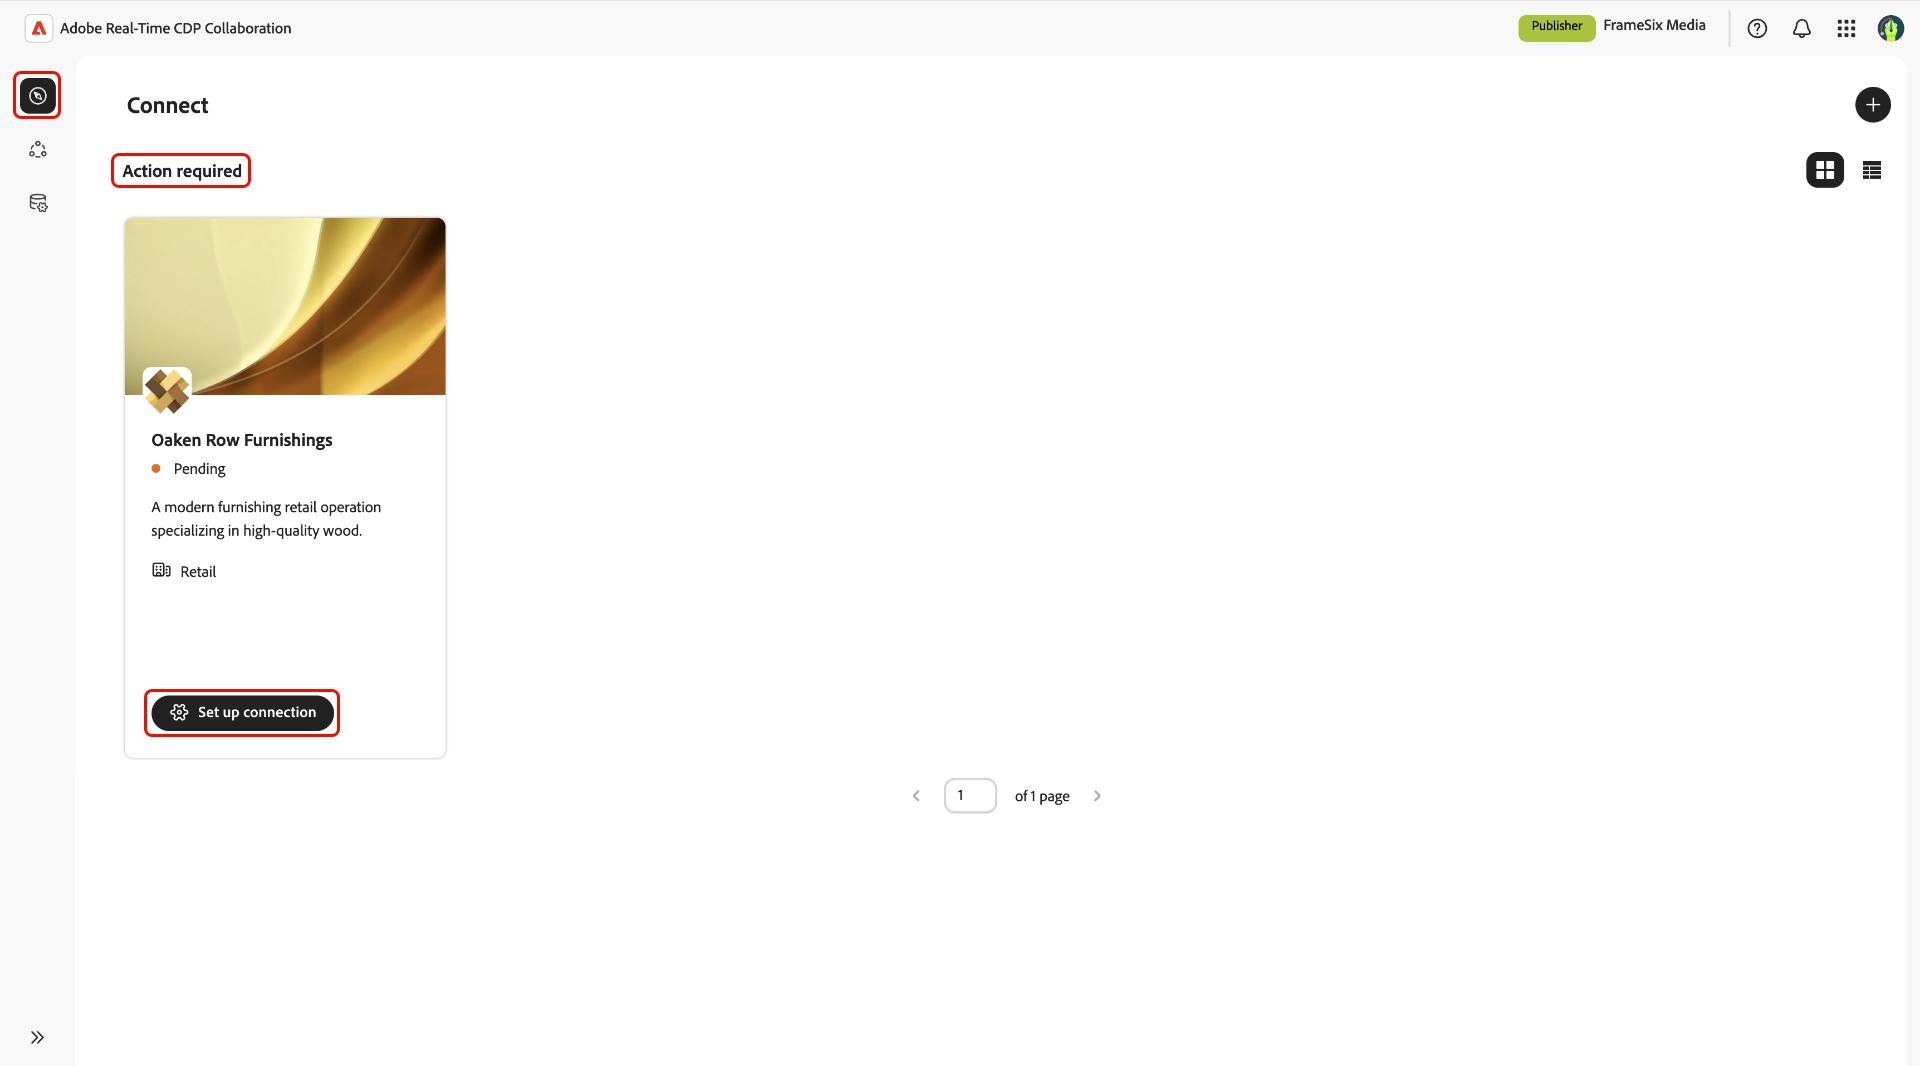 Adobe Real-Time CDP Collaboration
Publisher
FrameSix Media
Connect
Action required
Oaken Row Furnishings
Pending
A modern furnishing retail operation
specializing in high-quality wood.
Retail
Set up connection
1
of 1 page